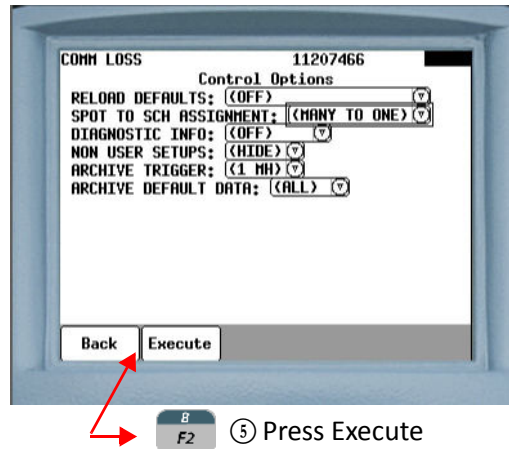 COMM LOSS 11207466
Control Options
RELOAD DEFAULTS: (OFF)
SPOT TO SCH ASSIGNMENT: (MANY TO ONE)
DIAGNOSTIC INFO: (OFF)
NON USER SETUPS: (HIDE)
ARCHIVE TRIGGER: (1 MH)
ARCHIVE DEFAULT DATA: (ALL)
Back Execute
B
F2 ⑤ Press Execute